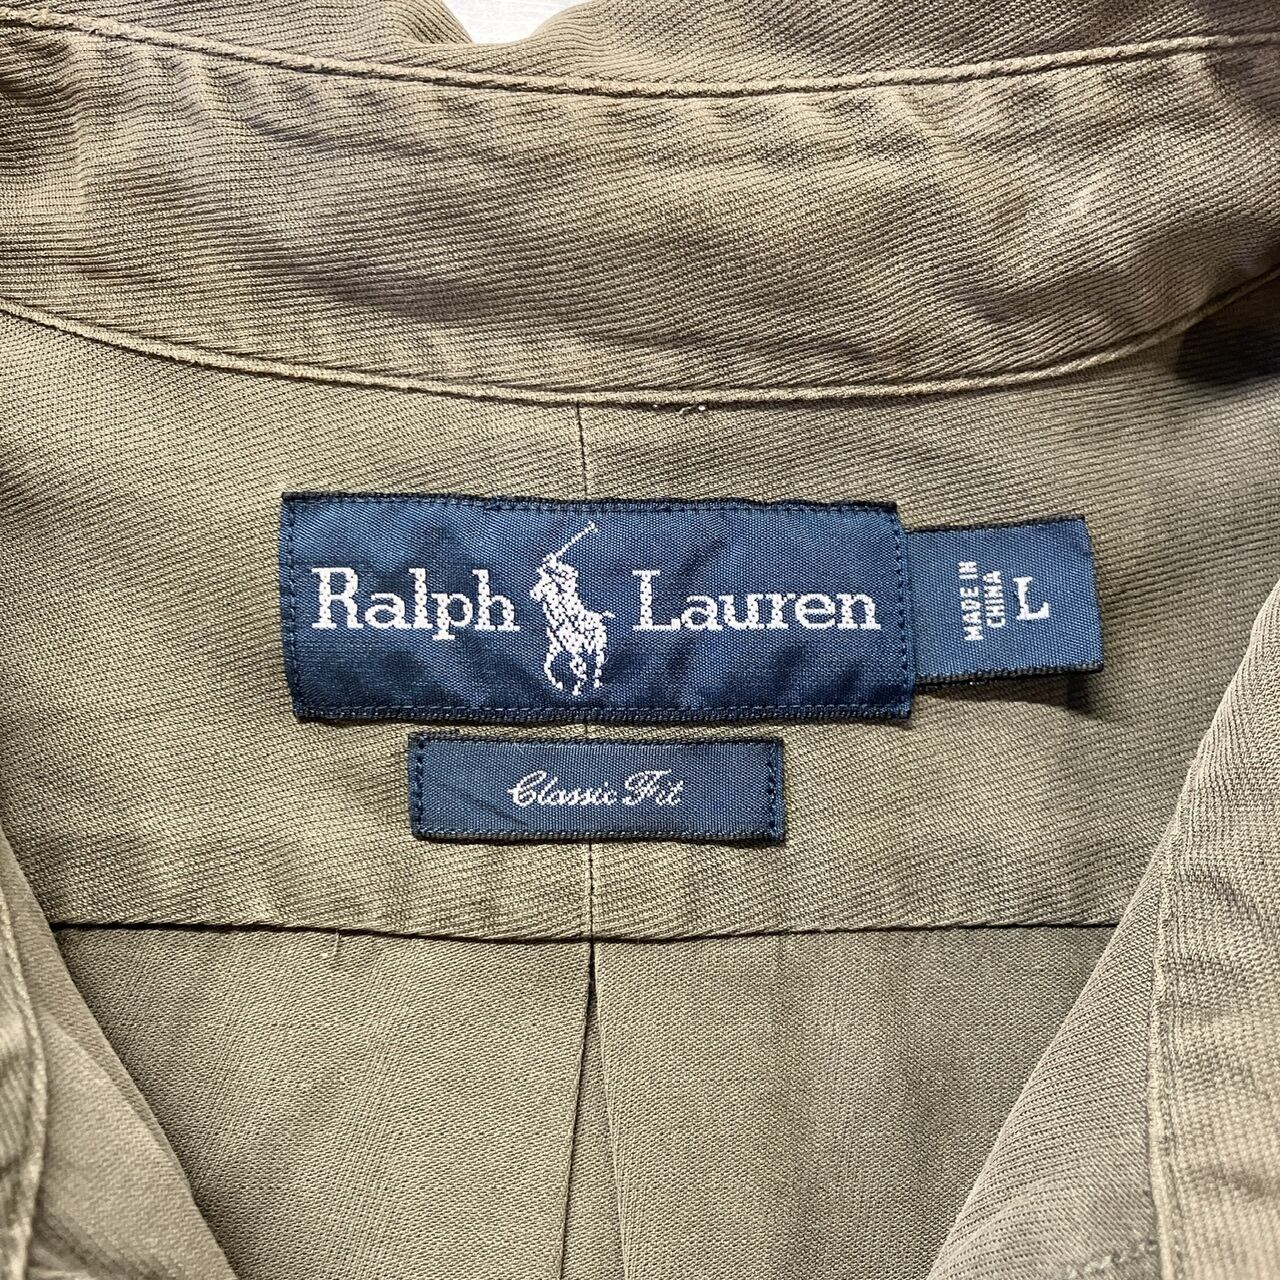 Ralph Lauren
MADE IN
CHINA
L
Classic Fit